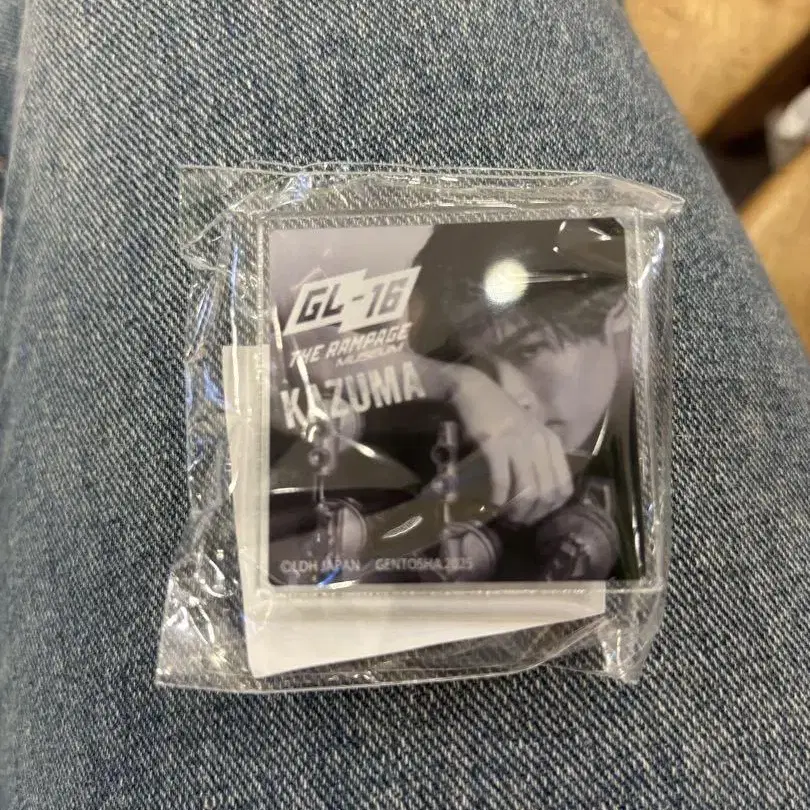 GL-16
THE RAMPAGE
MUSEUM
KAZUMA
©LDH JAPAN GENTOSHA 2025